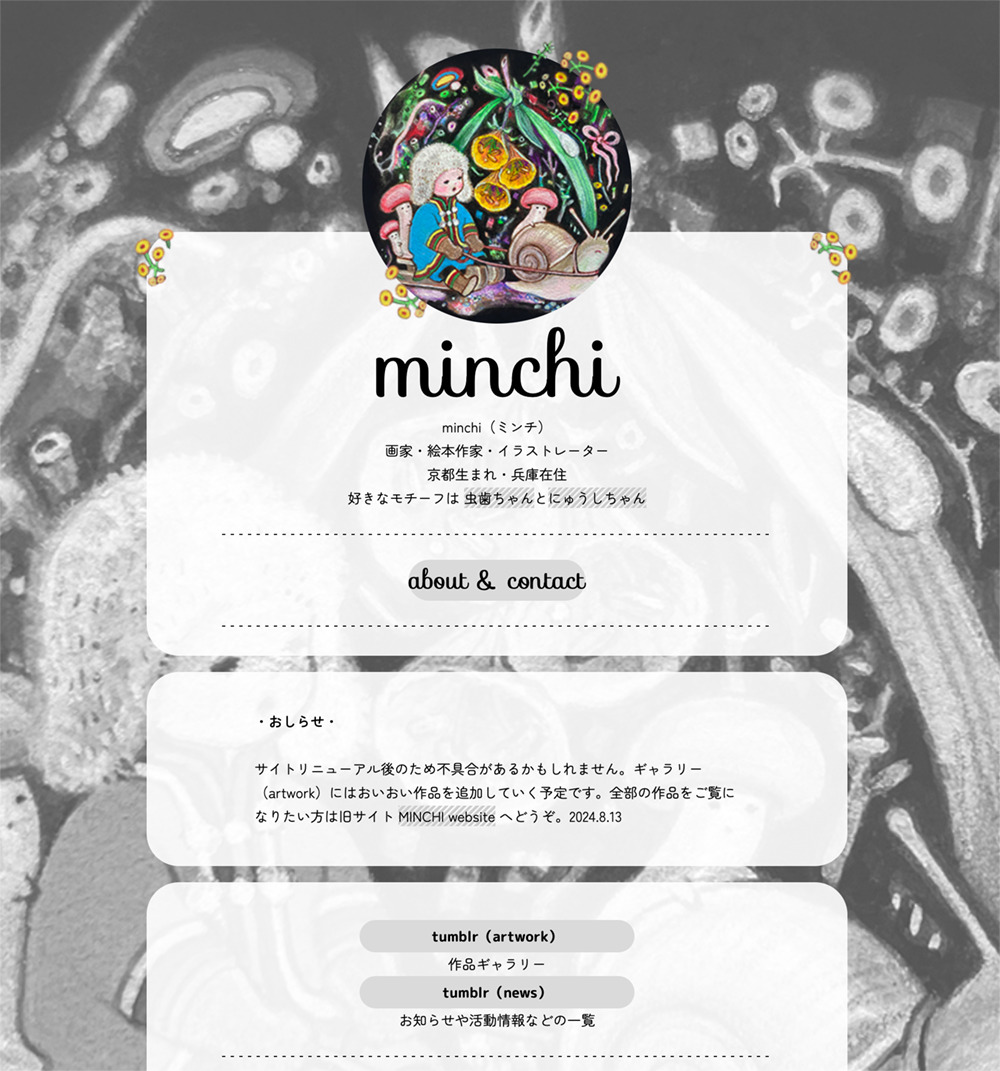 minchi
minchi（ミンチ）
画家・絵本作家・イラストレーター
京都生まれ・兵庫在住
好きなモチーフは 虫歯ちゃんとにゅうしちゃん
about & contact
・おしらせ・
サイトリニューアル後のため不具合があるかもしれません。ギャラリー
（artwork）にはおいおい作品を追加していく予定です。全部の作品をご覧に
なりたい方は旧サイト MINCHI website へどうぞ。2024.8.13
tumblr（artwork）
作品ギャラリー
tumblr（news）
お知らせや活動情報などの一覧